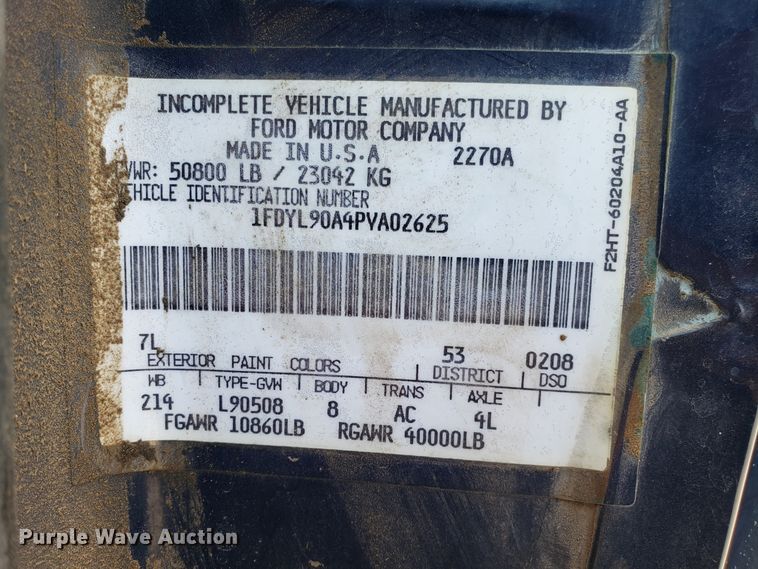 INCOMPLETE VEHICLE MANUFACTURED BY
FORD MOTOR COMPANY
MADE IN U.S.A 2270A
VWR: 50800 LB / 23042 KG
VEHICLE IDENTIFICATION NUMBER
1FDYL90A4PVA02625
7L 53 0208
EXTERIOR PAINT COLORS DISTRICT DSO
WB TYPE-GVW BODY TRANS AXLE
214 L90508 8 AC 4L
FGAWR 10860LB RGAWR 40000LB
F2HT-60204A10-AA
Purple Wave Auction®